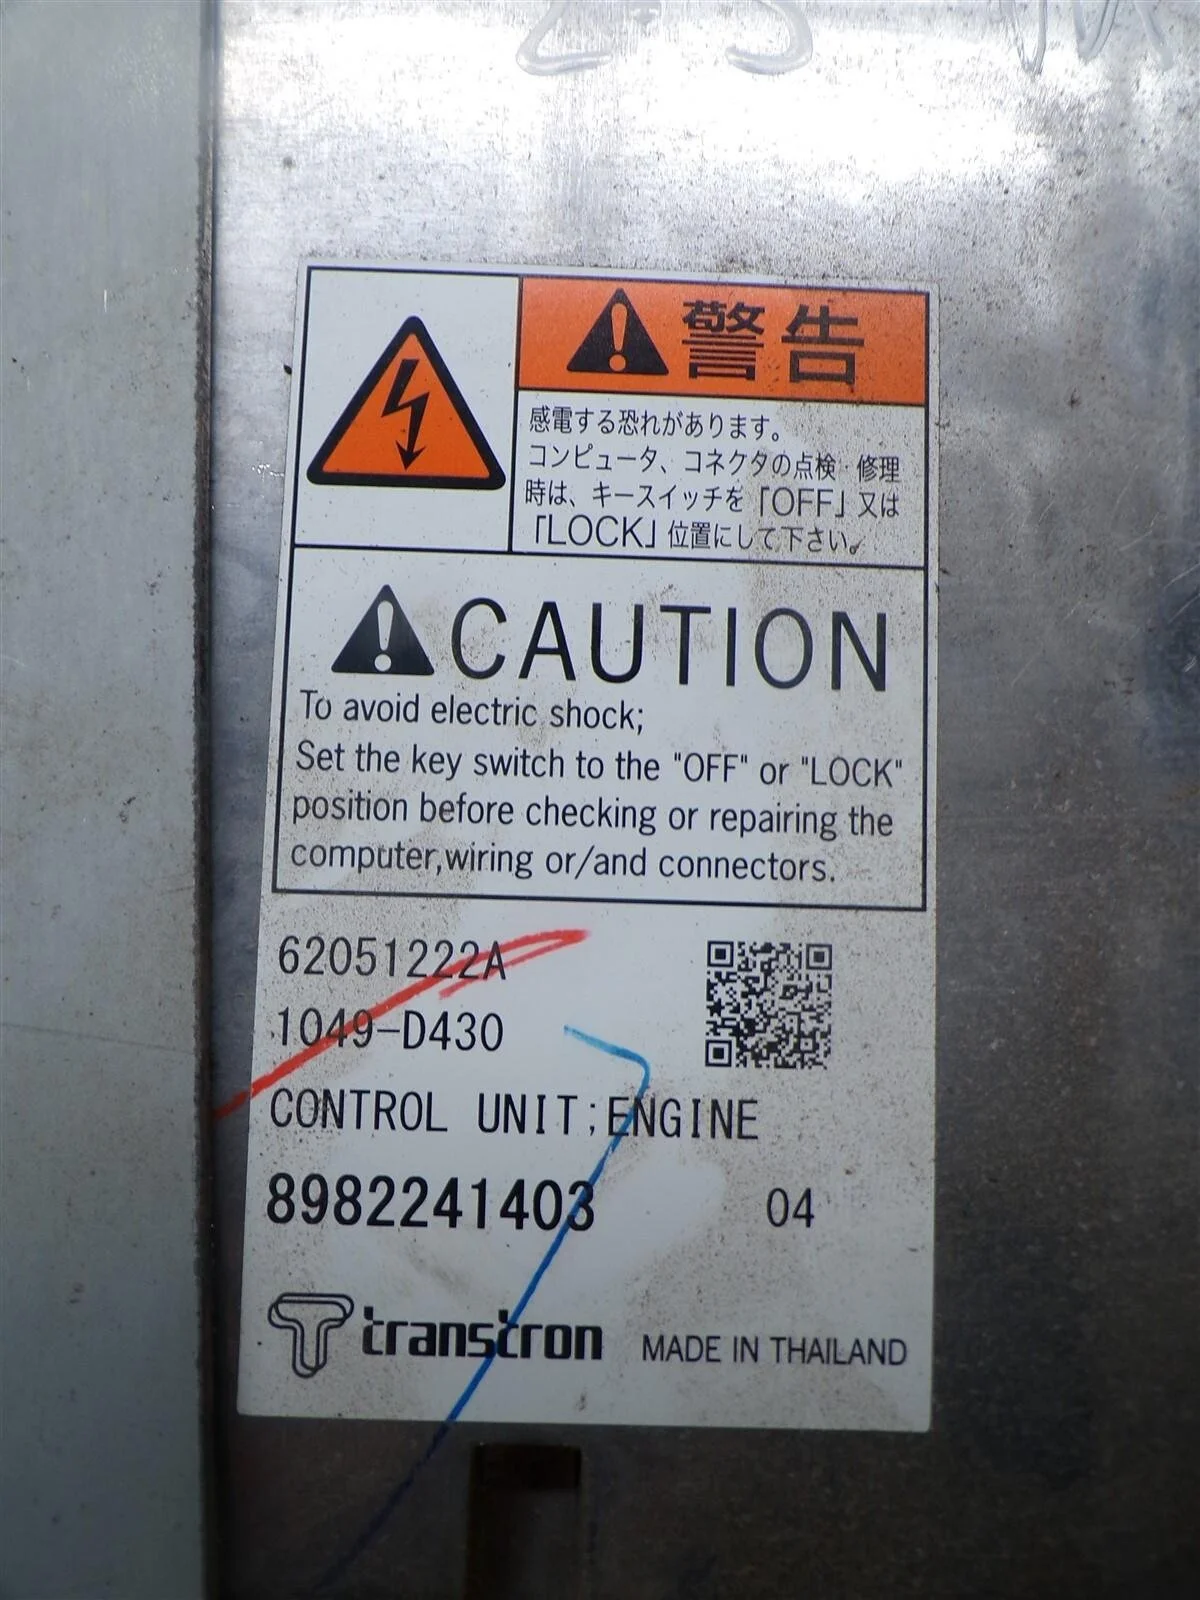 警告
感電する恐れがあります。
コンピュータ、コネクタの点検・修理
時は、キースイッチを「OFF」又は
「LOCK」位置にして下さい。
CAUTION
To avoid electric shock;
Set the key switch to the "OFF" or "LOCK"
position before checking or repairing the
computer,wiring or/and connectors.
62051222A
1049-D430
CONTROL UNIT;ENGINE
8982241403 04
transtron MADE IN THAILAND